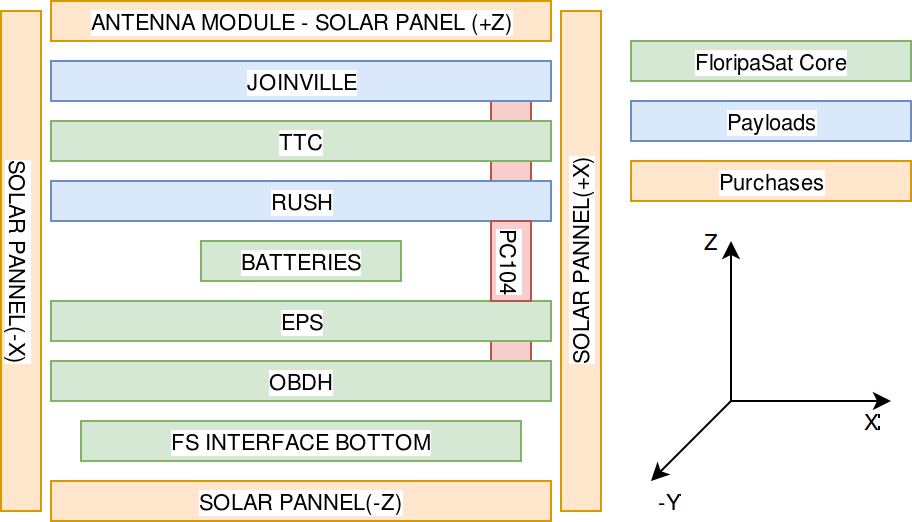 ANTENNA MODULE - SOLAR PANEL (+Z)
JOINVILLE
TTC
RUSH
BATTERIES
PC104
EPS
OBDH
FS INTERFACE BOTTOM
SOLAR PANNEL(-Z)
SOLAR PANNEL(-X)
SOLAR PANNEL(+X)
FloripaSat Core
Payloads
Purchases
Z
X
-Y